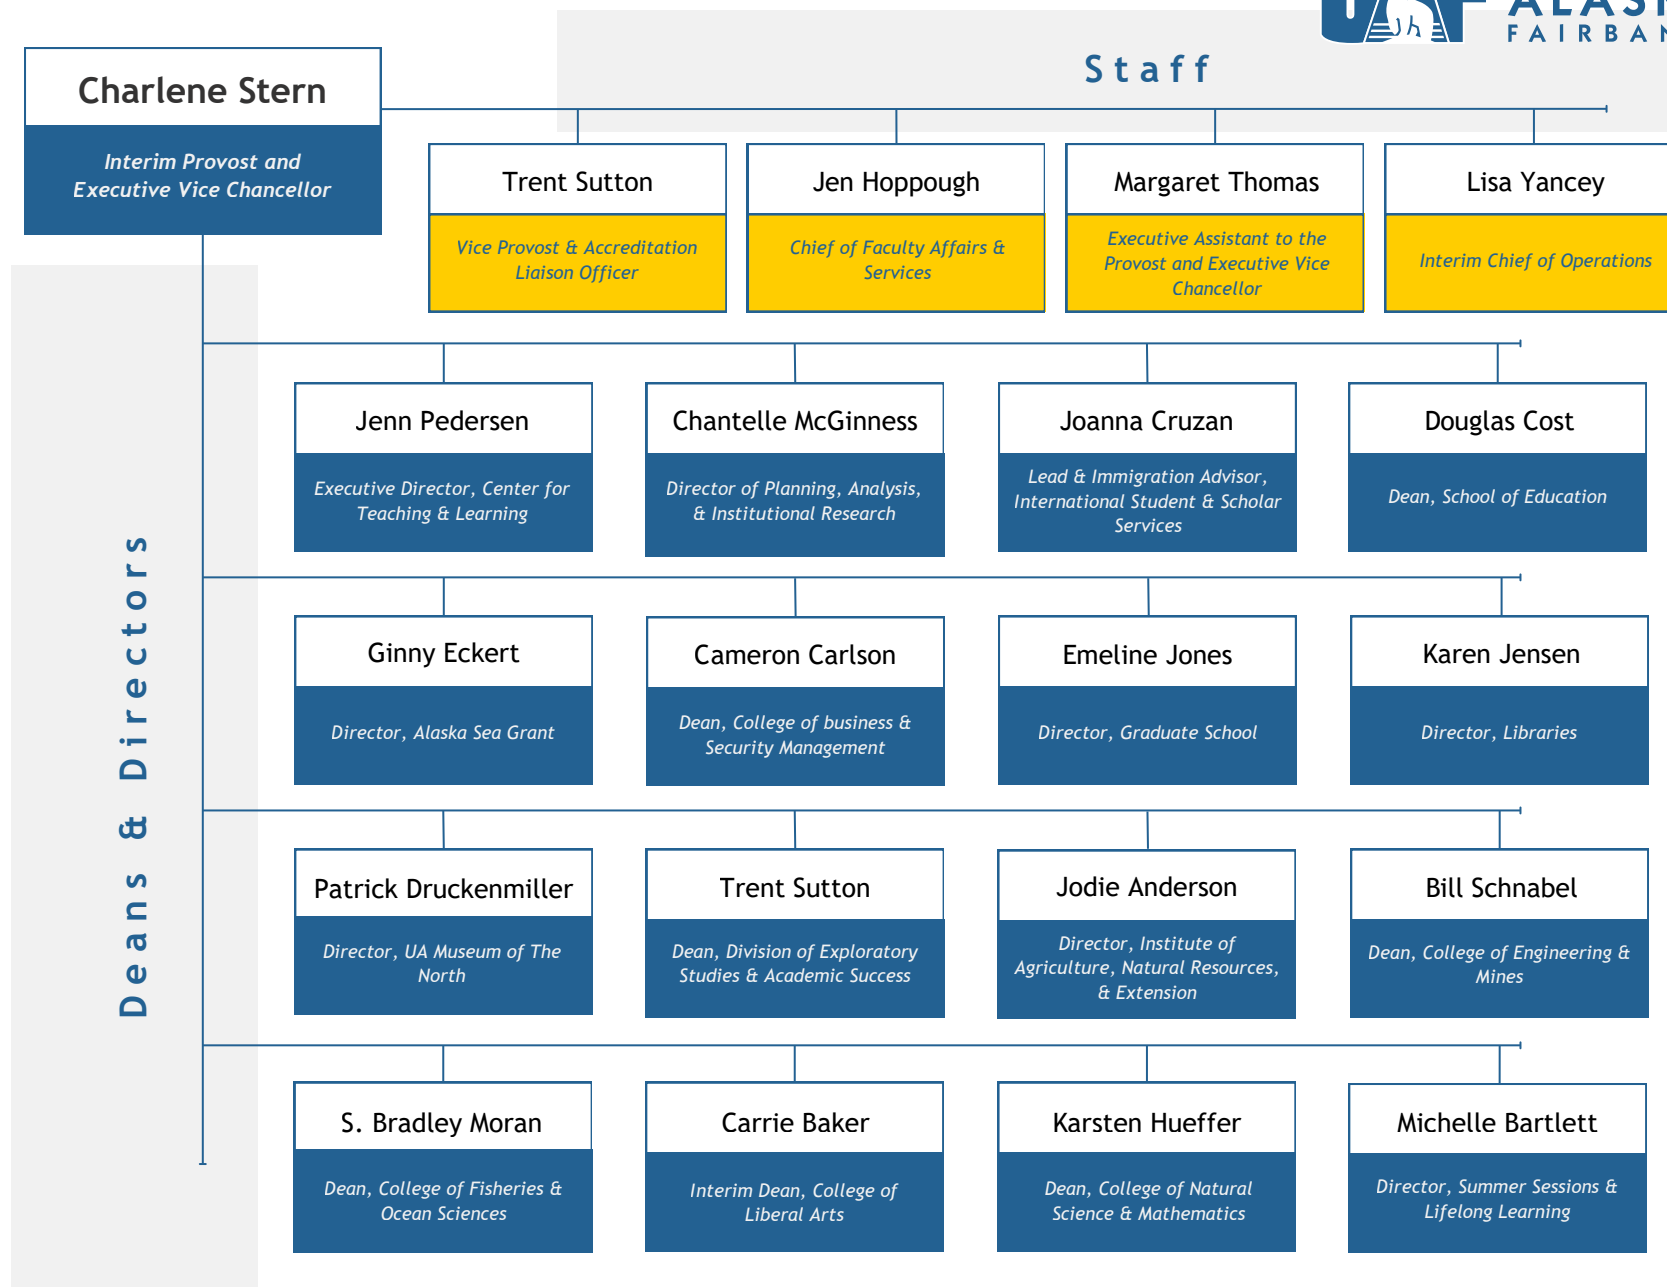 FAIRBAN
Staff
Charlene Stern
Interim Provost and
Executive Vice Chancellor
Trent Sutton
Vice Provost & Accreditation
Liaison Officer
Jen Hoppough
Chief of Faculty Affairs &
Services
Margaret Thomas
Executive Assistant to the
Provost and Executive Vice
Chancellor
Lisa Yancey
Interim Chief of Operations
Deans & Directors
Jenn Pedersen
Executive Director, Center for
Teaching & Learning
Chantelle McGinness
Director of Planning, Analysis,
& Institutional Research
Joanna Cruzan
Lead & Immigration Advisor,
International Student & Scholar
Services
Douglas Cost
Dean, School of Education
Ginny Eckert
Director, Alaska Sea Grant
Cameron Carlson
Dean, College of business &
Security Management
Emeline Jones
Director, Graduate School
Karen Jensen
Director, Libraries
Patrick Druckenmiller
Director, UA Museum of The
North
Trent Sutton
Dean, Division of Exploratory
Studies & Academic Success
Jodie Anderson
Director, Institute of
Agriculture, Natural Resources,
& Extension
Bill Schnabel
Dean, College of Engineering &
Mines
S. Bradley Moran
Dean, College of Fisheries &
Ocean Sciences
Carrie Baker
Interim Dean, College of
Liberal Arts
Karsten Hueffer
Dean, College of Natural
Science & Mathematics
Michelle Bartlett
Director, Summer Sessions &
Lifelong Learning